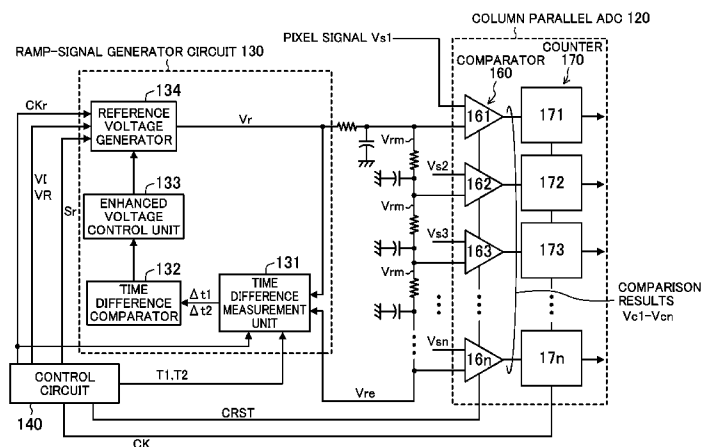 COLUMN PARALLEL ADC 120
PIXEL SIGNAL Vs1
COUNTER
170
COMPARATOR
160
RAMP-SIGNAL GENERATOR CIRCUIT 130
134
CKr
REFERENCE
VOLTAGE
GENERATOR
Vr
161
171
VI
VR
Sr
Vrm
Vs2
162
172
133
ENHANCED
VOLTAGE
CONTROL UNIT
Vrm
Vs3
163
173
132
TIME
DIFFERENCE
COMPARATOR
Δt1
Δt2
131
TIME
DIFFERENCE
MEASUREMENT
UNIT
Vrm
COMPARISON
RESULTS
Vc1-Vcn
Vsn
16n
17n
CONTROL
CIRCUIT
140
T1,T2
Vre
CRST
CK